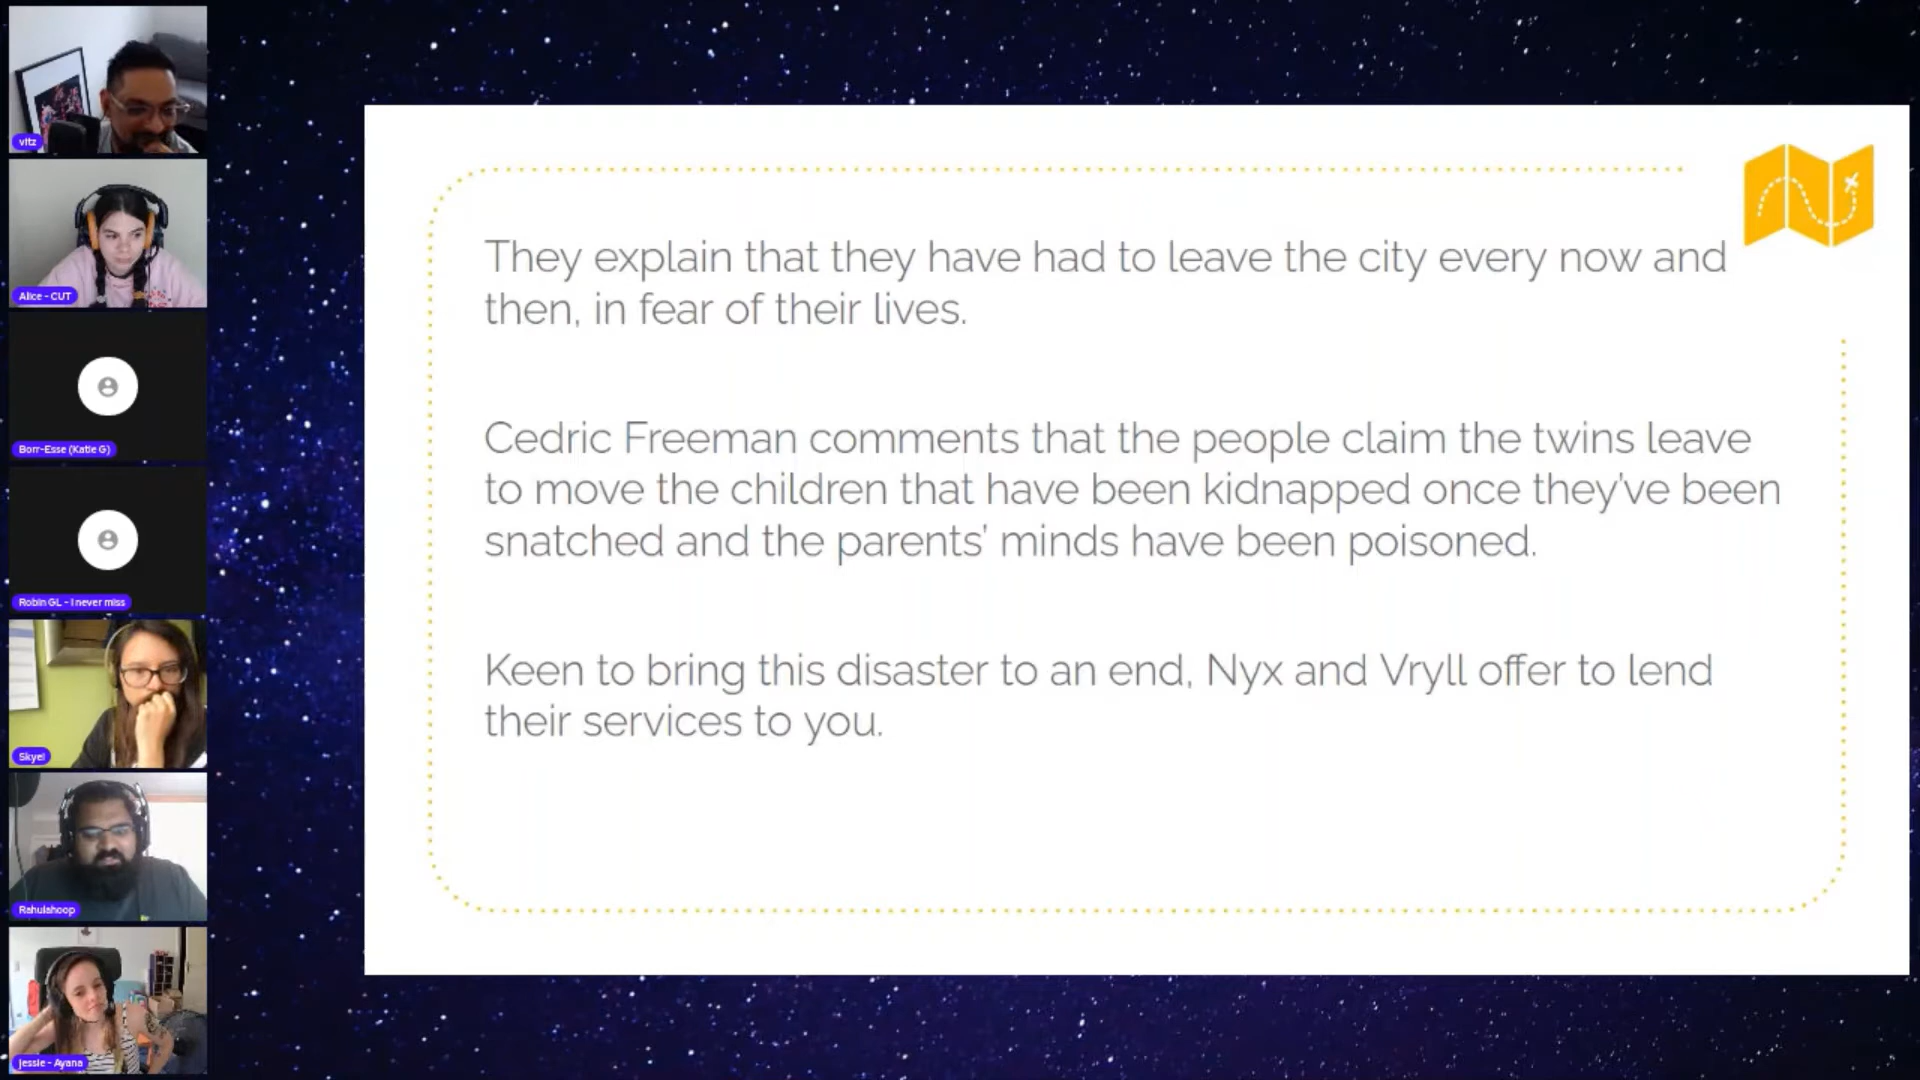 vitz
Alice - CUT
Borr-Esse (Katie G)
Robin GL - I never miss
Skyel
Rahulahoop
Jessie - Ayana
They explain that they have had to leave the city every now and
then, in fear of their lives.
Cedric Freeman comments that the people claim the twins leave
to move the children that have been kidnapped once they've been
snatched and the parents' minds have been poisoned.
Keen to bring this disaster to an end, Nyx and Vryll offer to lend
their services to you.